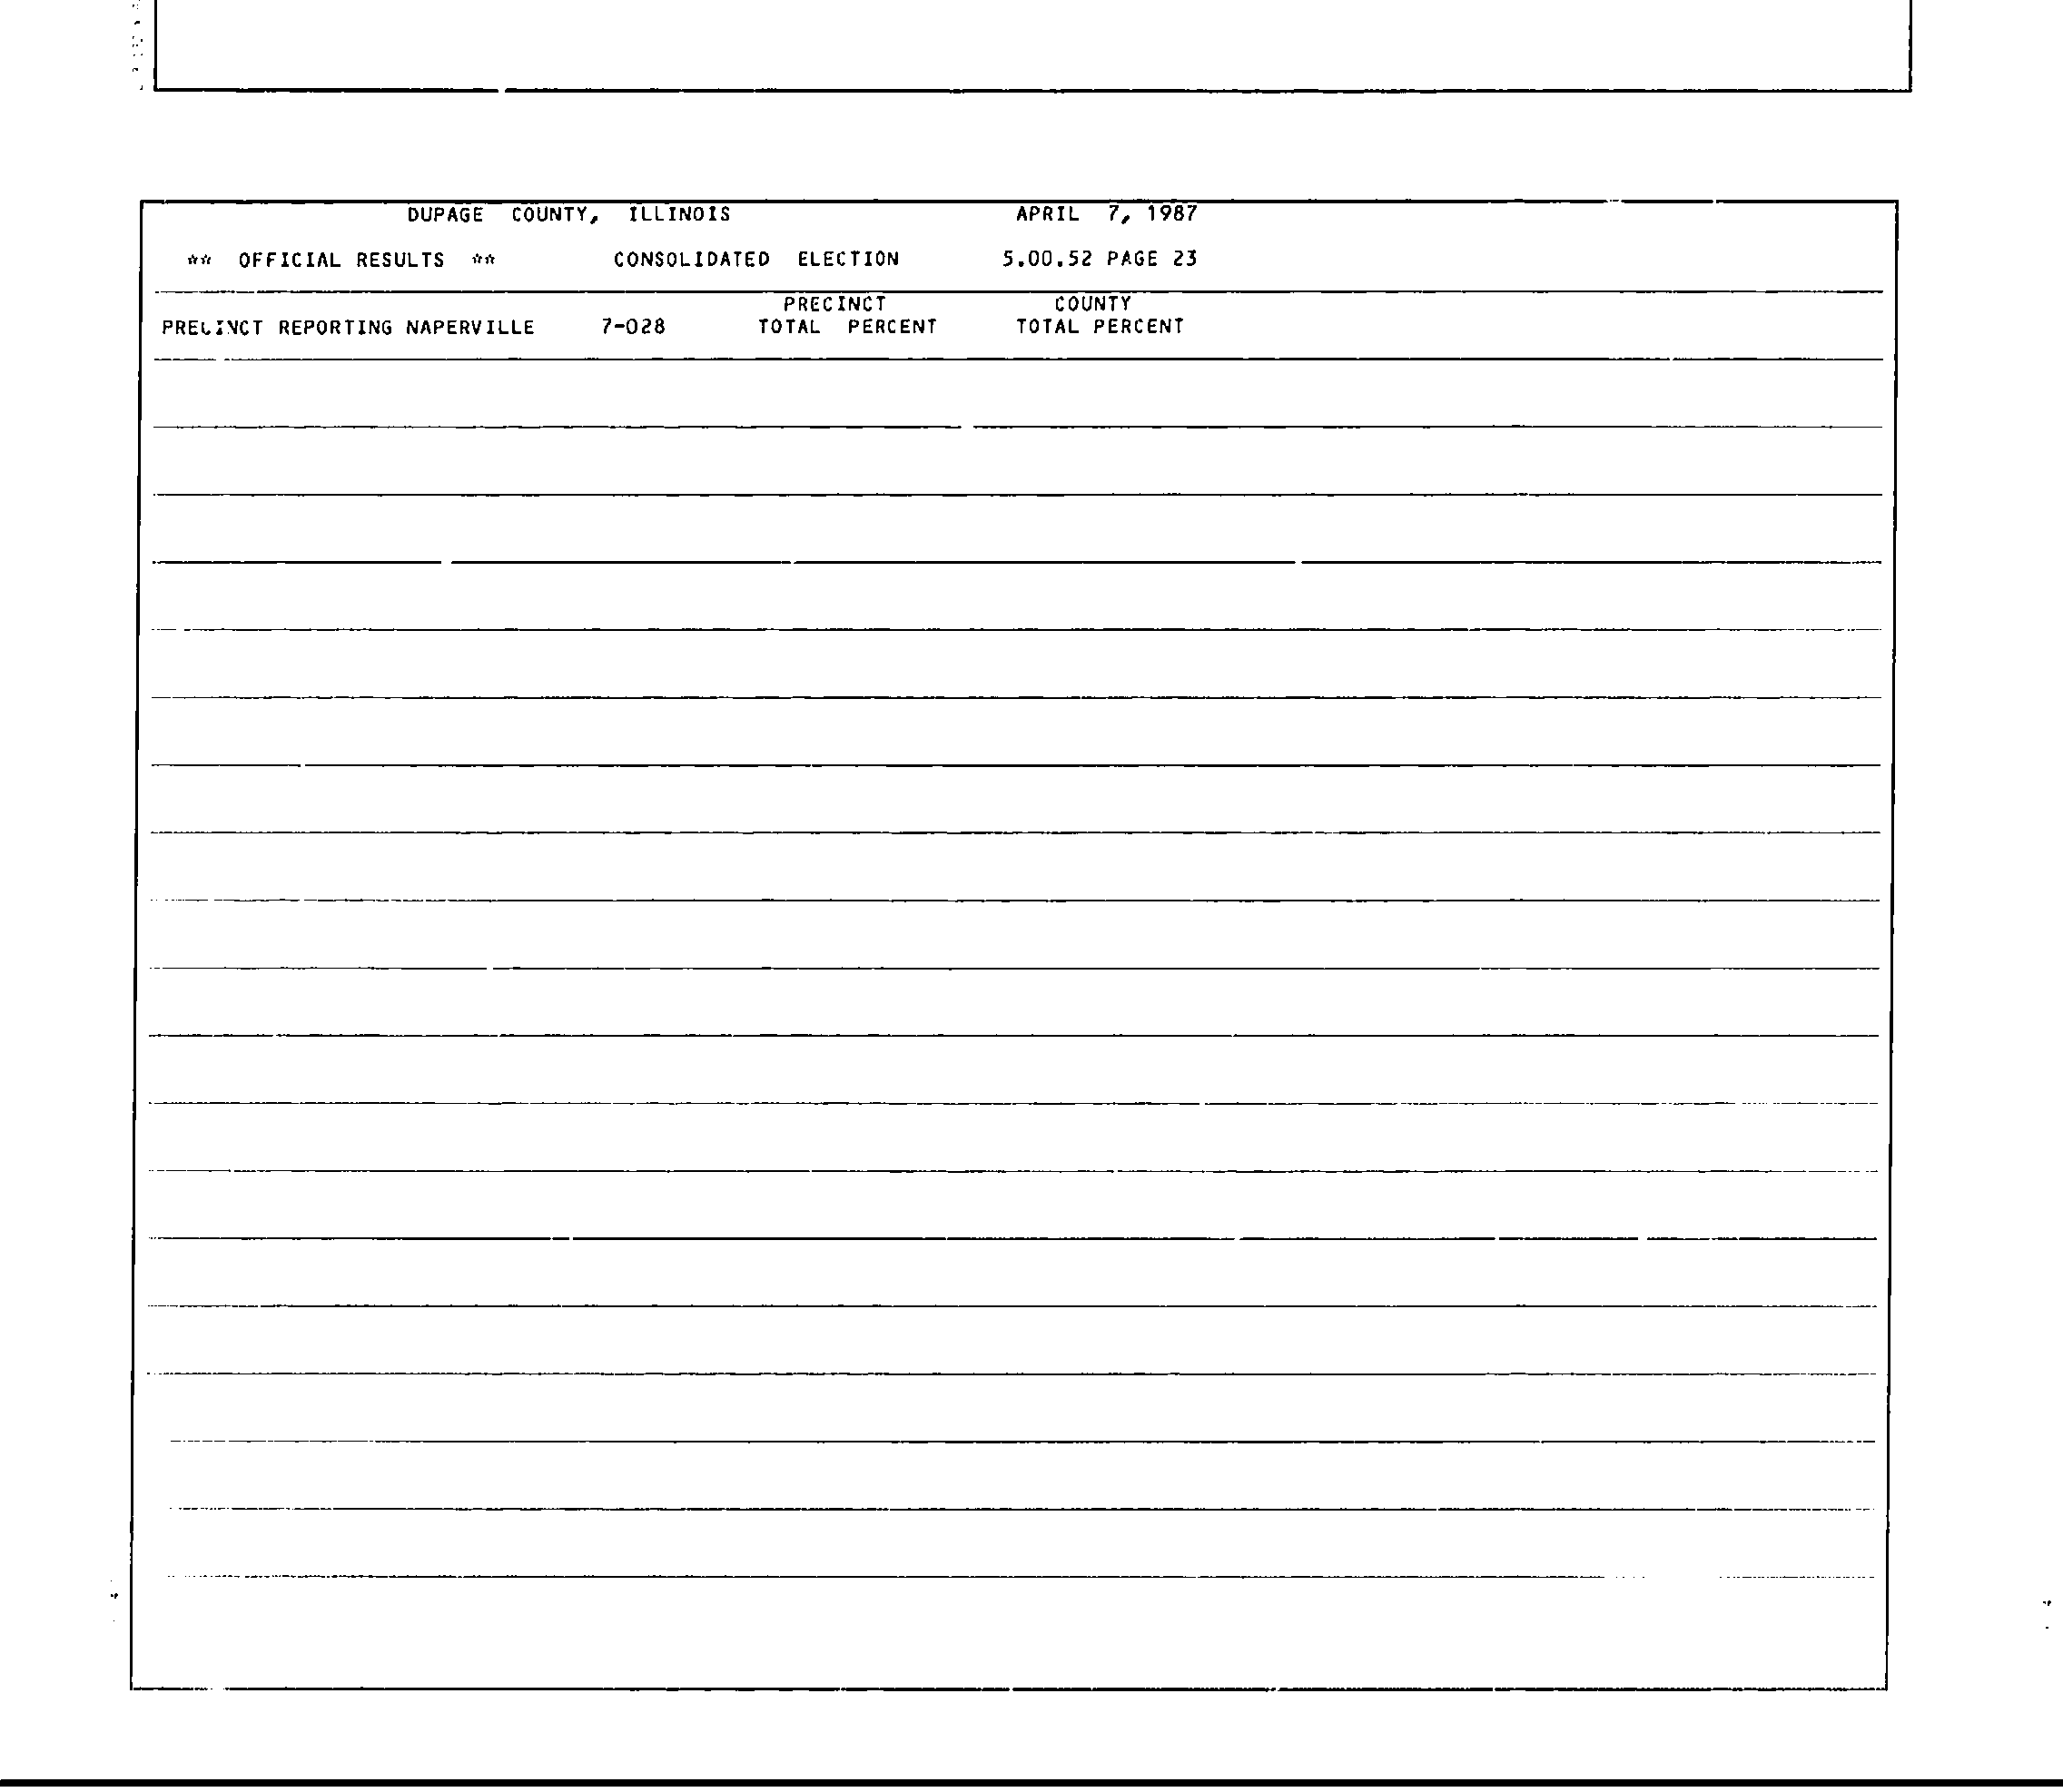 DUPAGE COUNTY, ILLINOIS APRIL 7, 1987
** OFFICIAL RESULTS ** CONSOLIDATED ELECTION 5.00.52 PAGE 23
PRECINCT COUNTY
PRECINCT REPORTING NAPERVILLE 7-028 TOTAL PERCENT TOTAL PERCENT